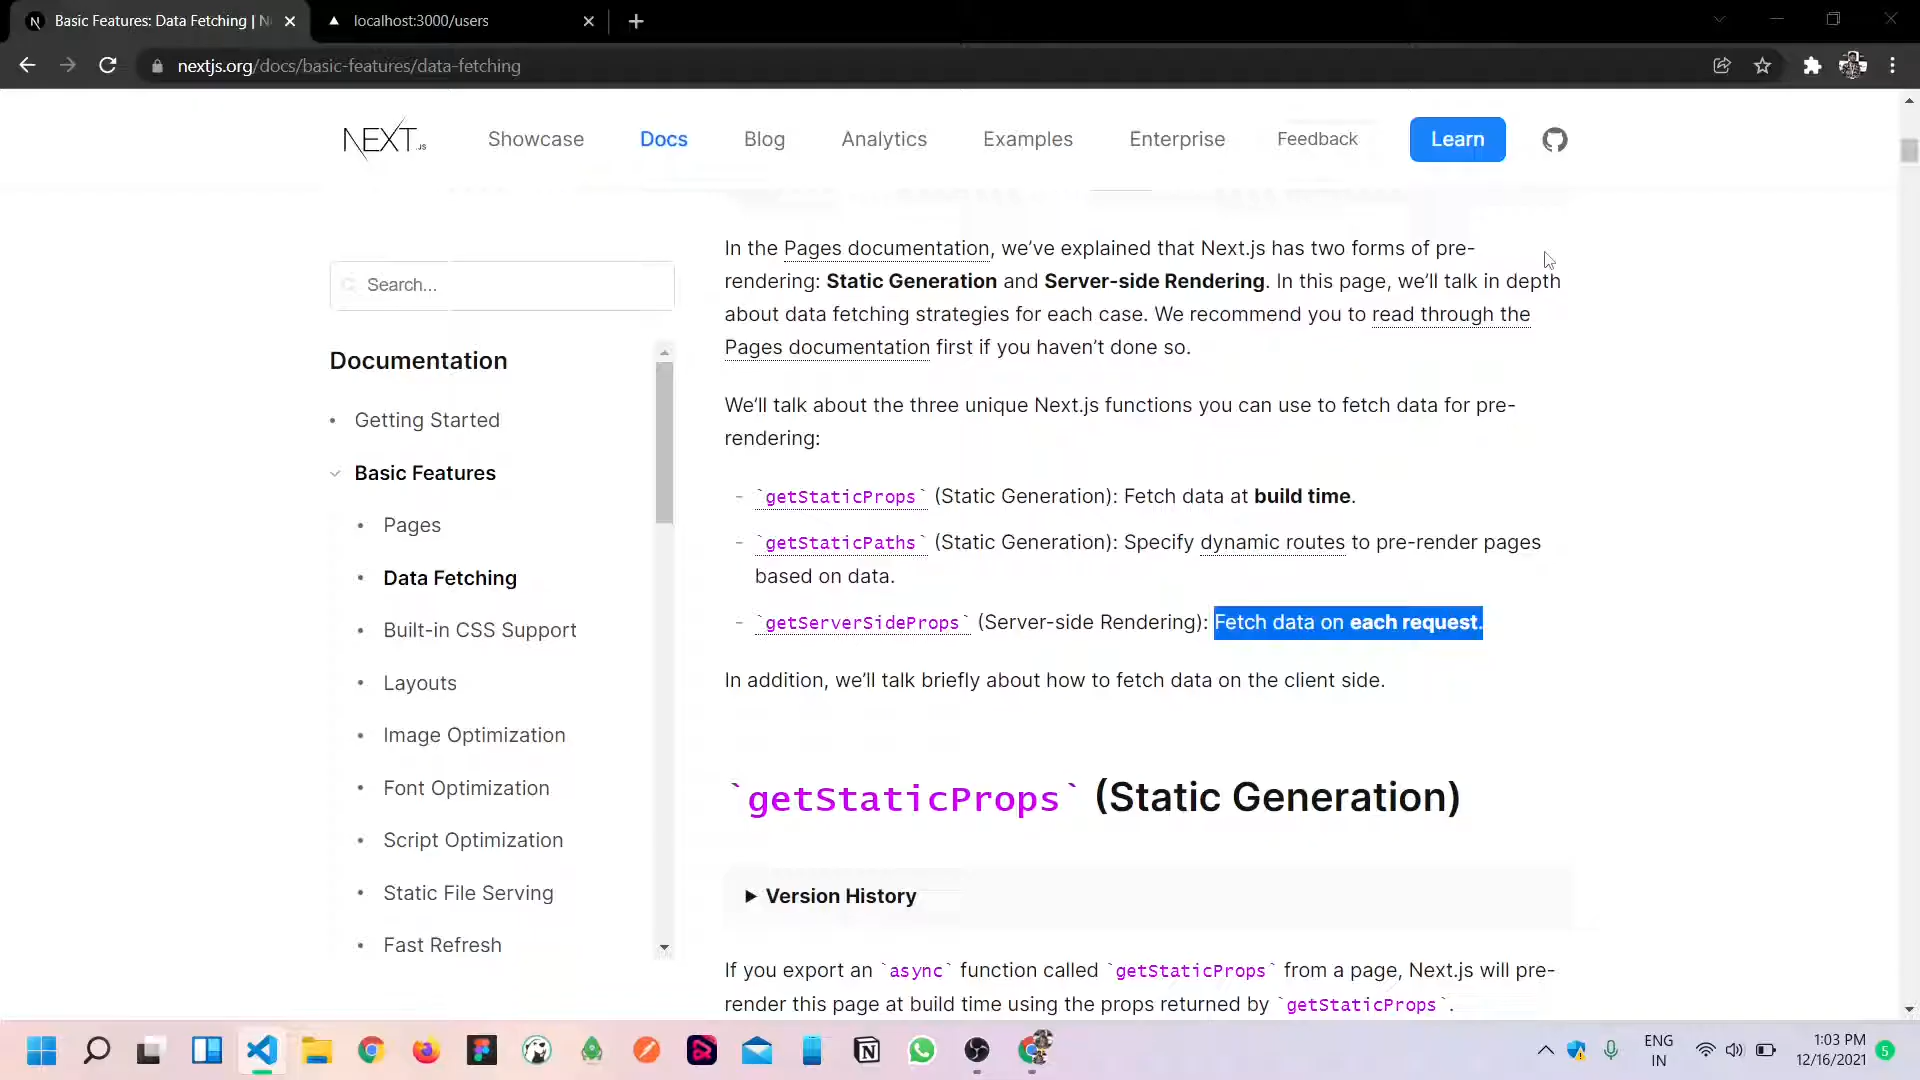 Basic Features: Data Fetching | N
localhost:3000/users
nextjs.org/docs/basic-features/data-fetching
NEXT.JS
Showcase
Docs
Blog
Analytics
Examples
Enterprise
Feedback
Learn
Search...
Documentation
Getting Started
Basic Features
Pages
Data Fetching
Built-in CSS Support
Layouts
Image Optimization
Font Optimization
Script Optimization
Static File Serving
Fast Refresh
In the Pages documentation, we’ve explained that Next.js has two forms of pre-
rendering: Static Generation and Server-side Rendering. In this page, we’ll talk in depth
about data fetching strategies for each case. We recommend you to read through the
Pages documentation first if you haven’t done so.
We’ll talk about the three unique Next.js functions you can use to fetch data for pre-
rendering:
- `getStaticProps` (Static Generation): Fetch data at build time.
- `getStaticPaths` (Static Generation): Specify dynamic routes to pre-render pages
based on data.
- `getServerSideProps` (Server-side Rendering): Fetch data on each request.
In addition, we’ll talk briefly about how to fetch data on the client side.
`getStaticProps` (Static Generation)
Version History
If you export an `async` function called `getStaticProps` from a page, Next.js will pre-
render this page at build time using the props returned by `getStaticProps`.
ENG
IN
1:03 PM
12/16/2021
5